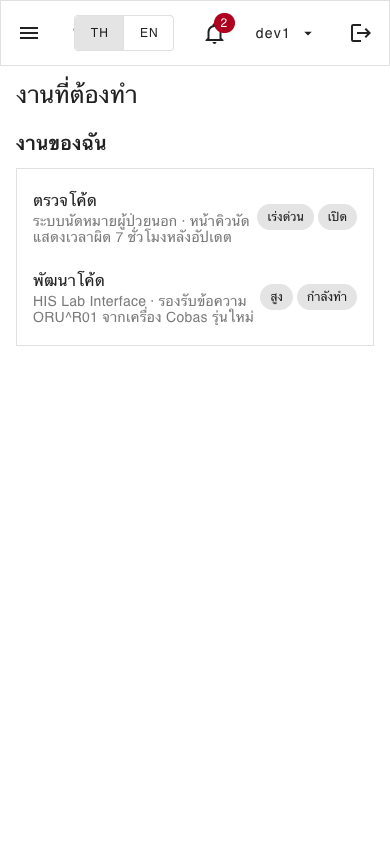 TH EN 2 dev1
งานที่ต้องทำ
งานของฉัน
ตรวจโค้ด
ระบบนัดหมายผู้ป่วยนอก · หน้าคิวนัด
แสดงเวลาผิด 7 ชั่วโมงหลังอัปเดต
เร่งด่วน เปิด
พัฒนาโค้ด
HIS Lab Interface · รองรับข้อความ
ORU^R01 จากเครื่อง Cobas รุ่นใหม่
สูง กำลังทำ